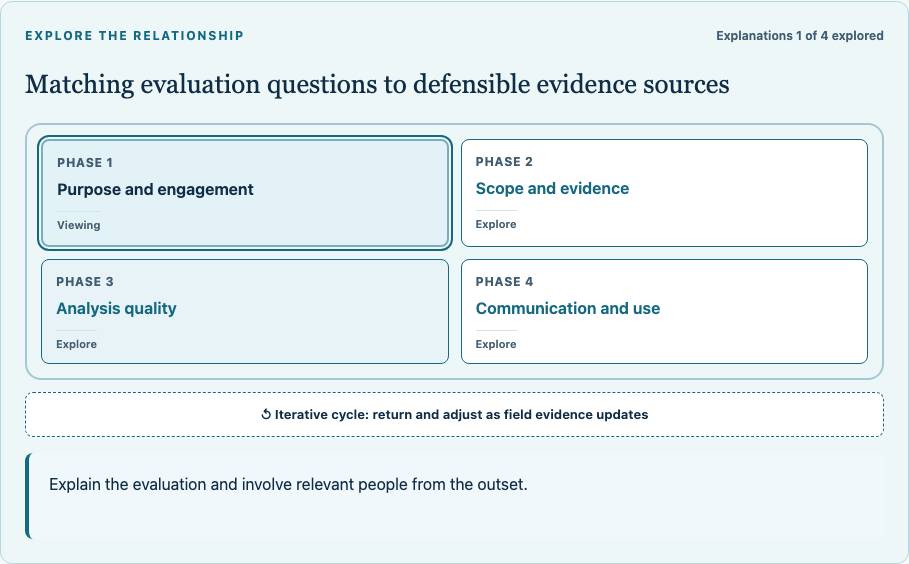 EXPLORE THE RELATIONSHIP
Explanations 1 of 4 explored
Matching evaluation questions to defensible evidence sources
PHASE 1
Purpose and engagement
Viewing
PHASE 2
Scope and evidence
Explore
PHASE 3
Analysis quality
Explore
PHASE 4
Communication and use
Explore
↺ Iterative cycle: return and adjust as field evidence updates
Explain the evaluation and involve relevant people from the outset.